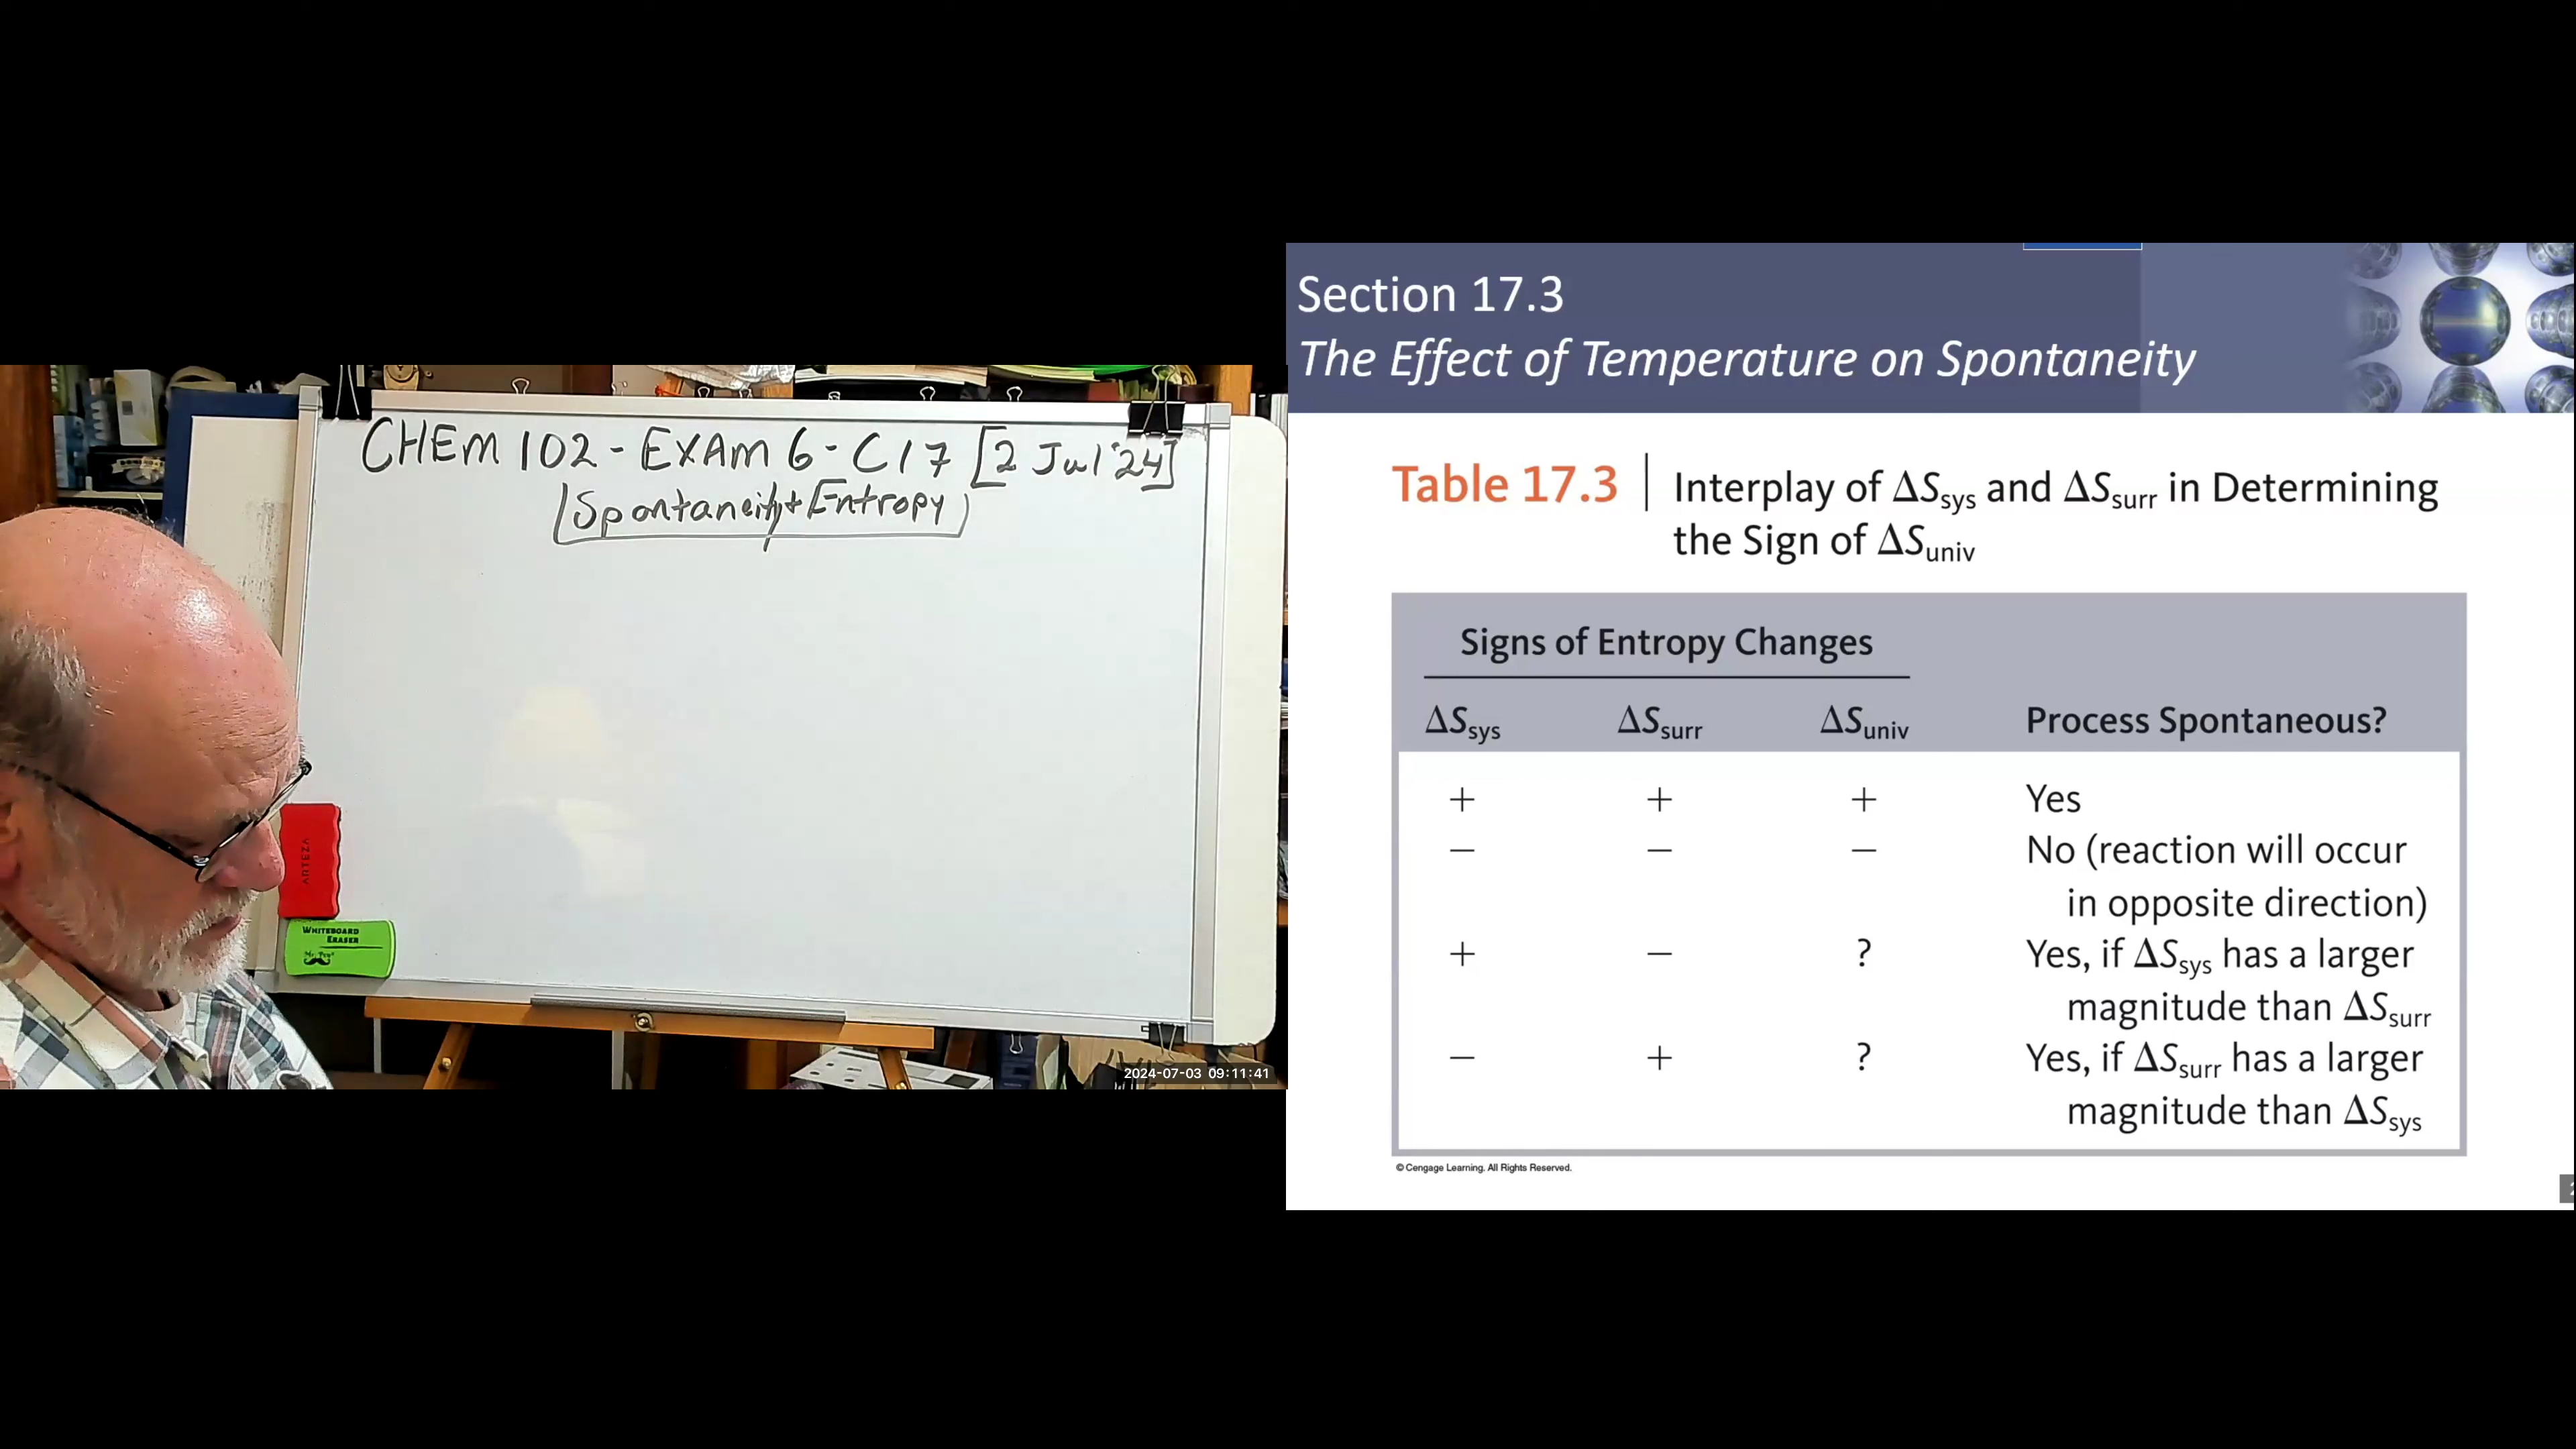 CHEM 102 - EXAM 6 - C17 [2 Jul '24]
Spontaneity + Entropy
ARTEZA
WHITEBOARD
ERASER
2024-07-03 09:11:41
Section 17.3
The Effect of Temperature on Spontaneity
Table 17.3 | Interplay of ΔSsys and ΔSsurr in Determining
the Sign of ΔSuniv
Signs of Entropy Changes
ΔSsys ΔSsurr ΔSuniv Process Spontaneous?
+ + + Yes
− − − No (reaction will occur
in opposite direction)
+ − ? Yes, if ΔSsys has a larger
magnitude than ΔSsurr
− + ? Yes, if ΔSsurr has a larger
magnitude than ΔSsys
© Cengage Learning. All Rights Reserved.